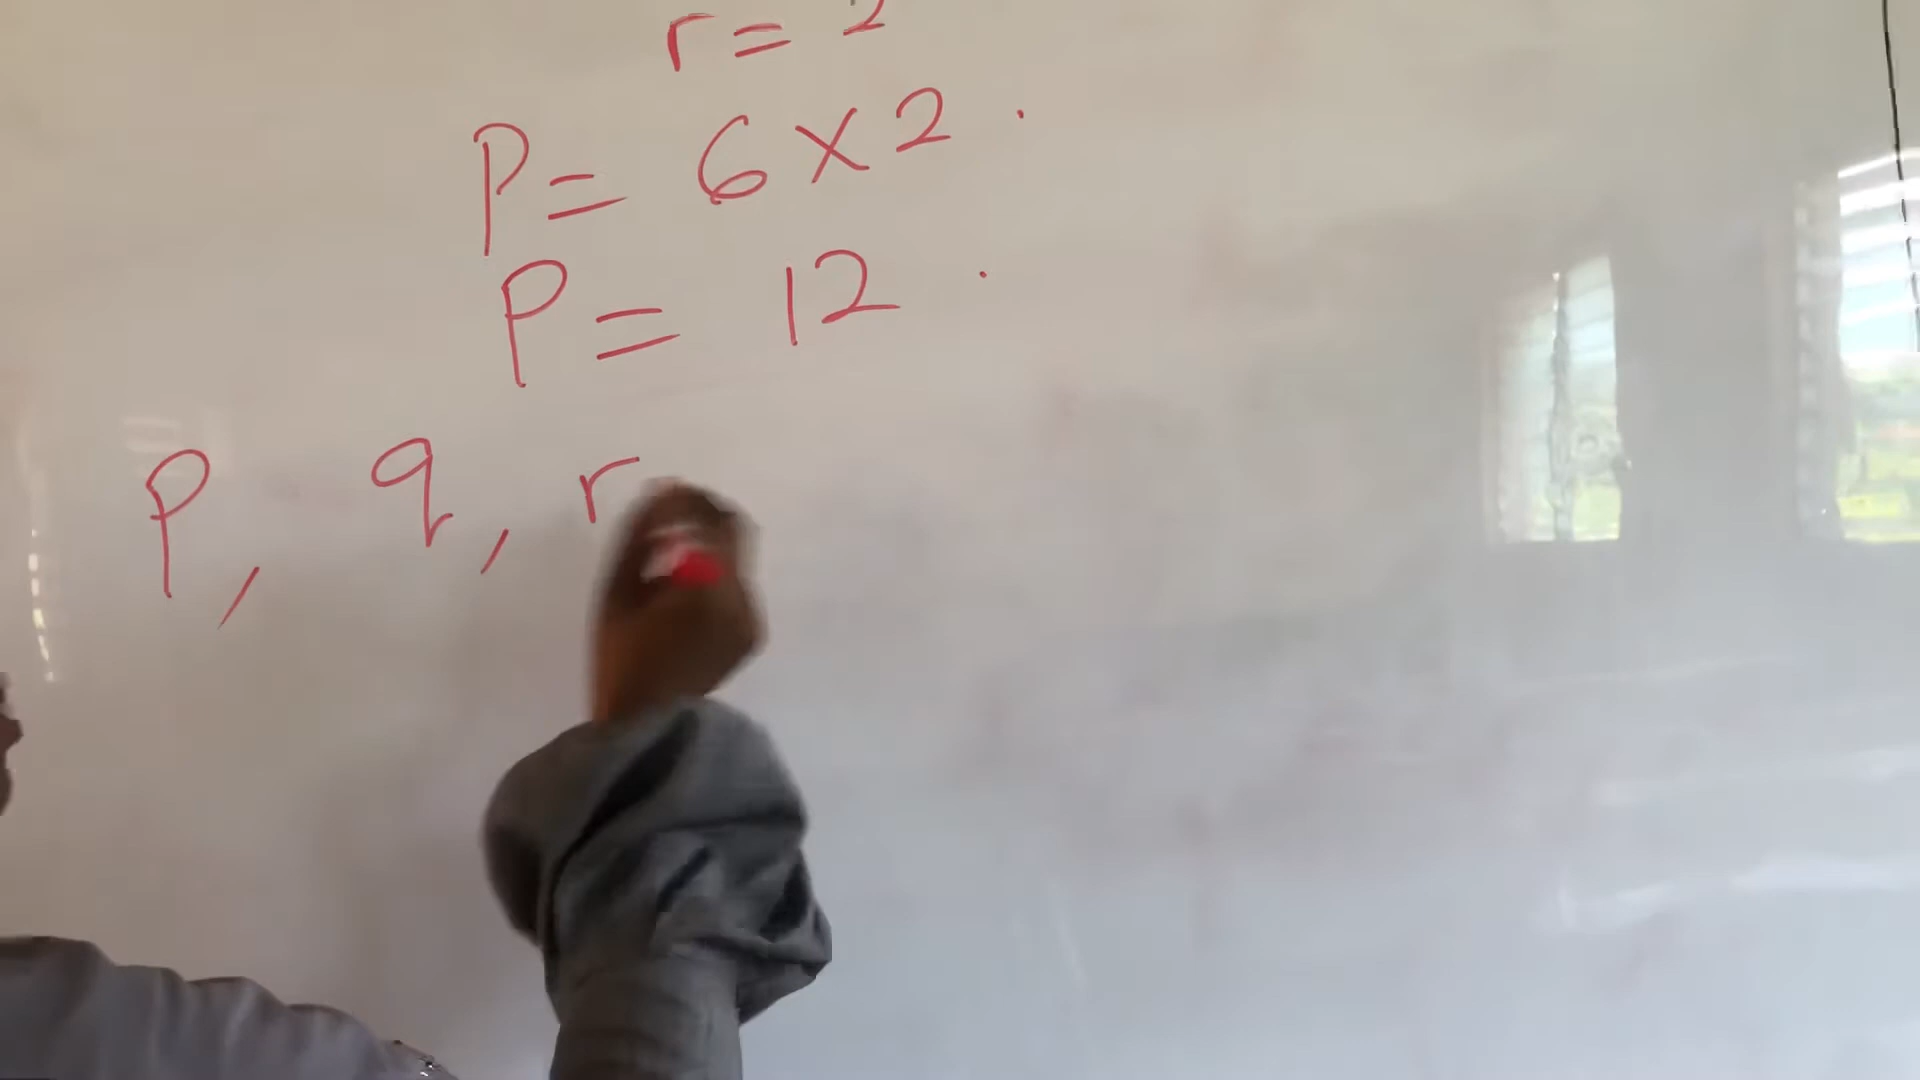 r = 2
P = 6 × 2 .
P = 12 .
P, q, r